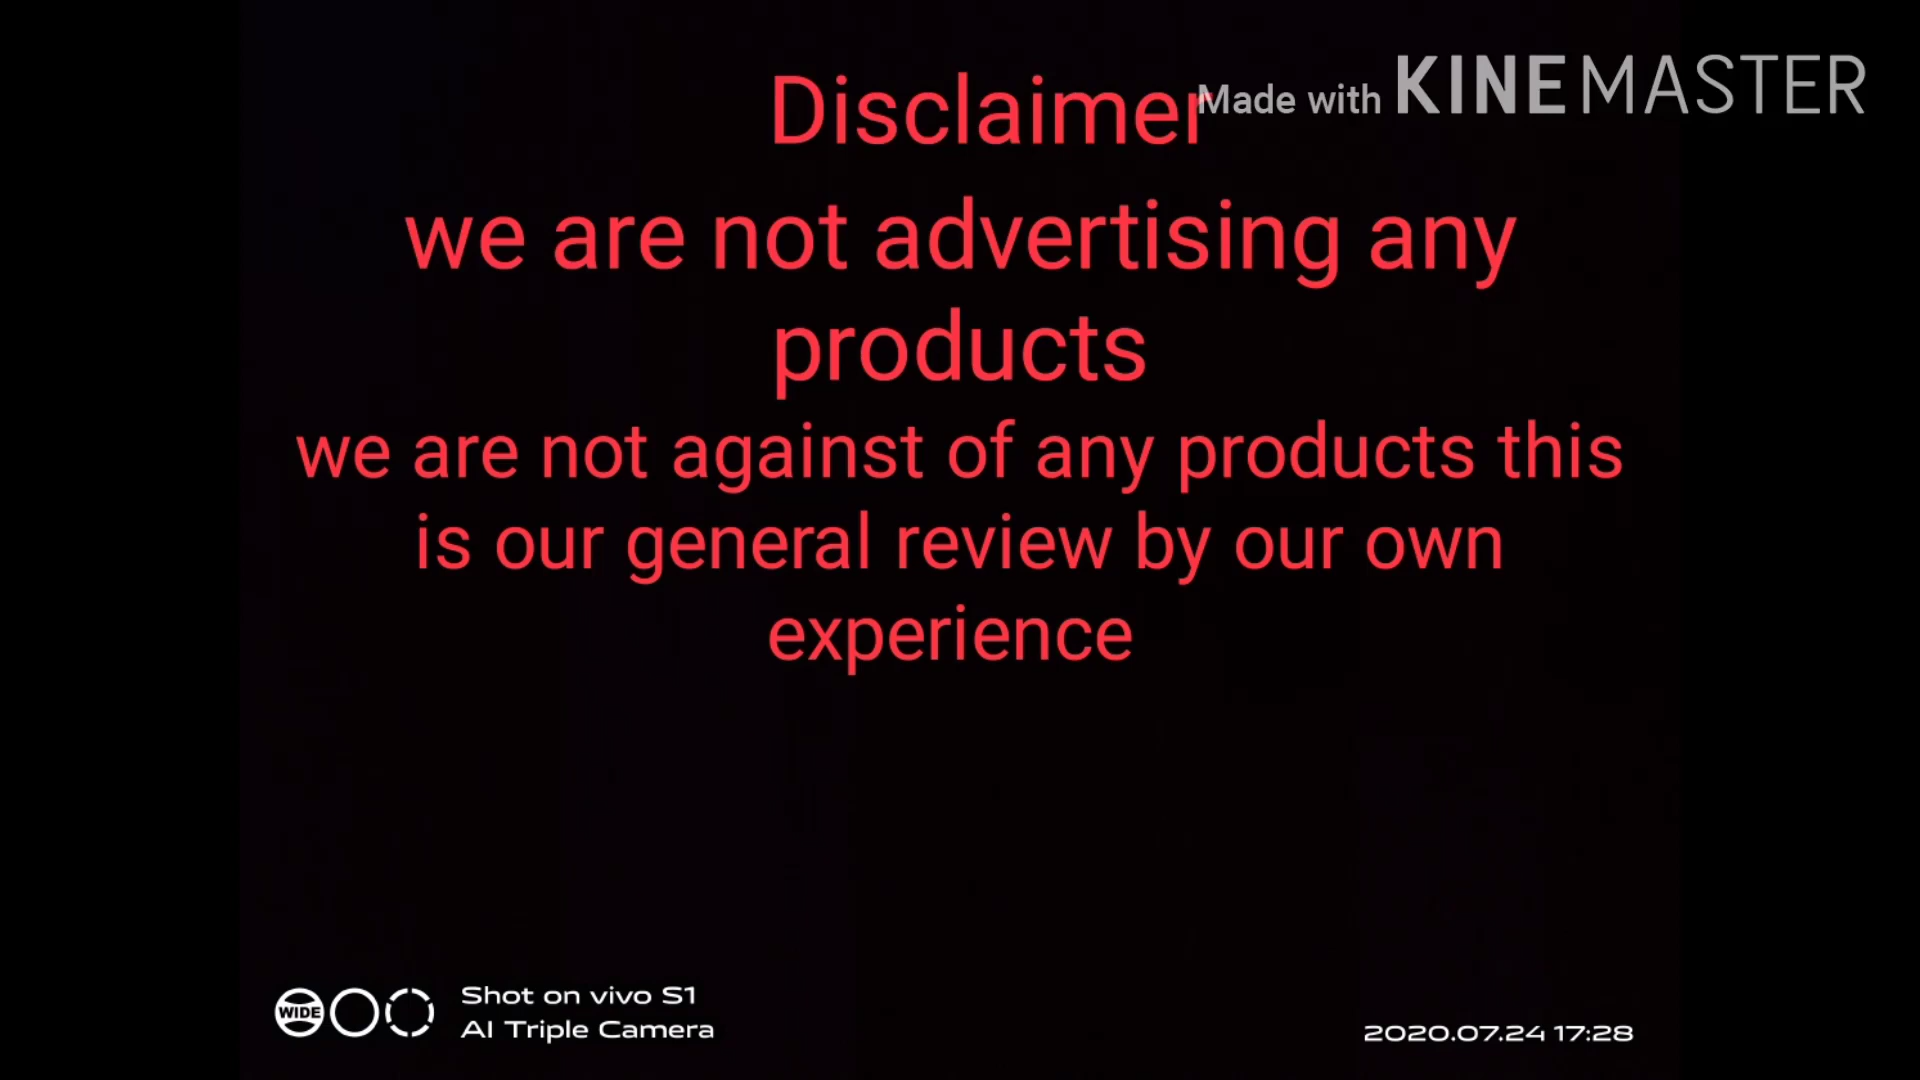 Disclaimer
Made with KINEMASTER
we are not advertising any
products
we are not against of any products this
is our general review by our own
experience
WIDE
Shot on vivo S1
AI Triple Camera
2020.07.24 17:28